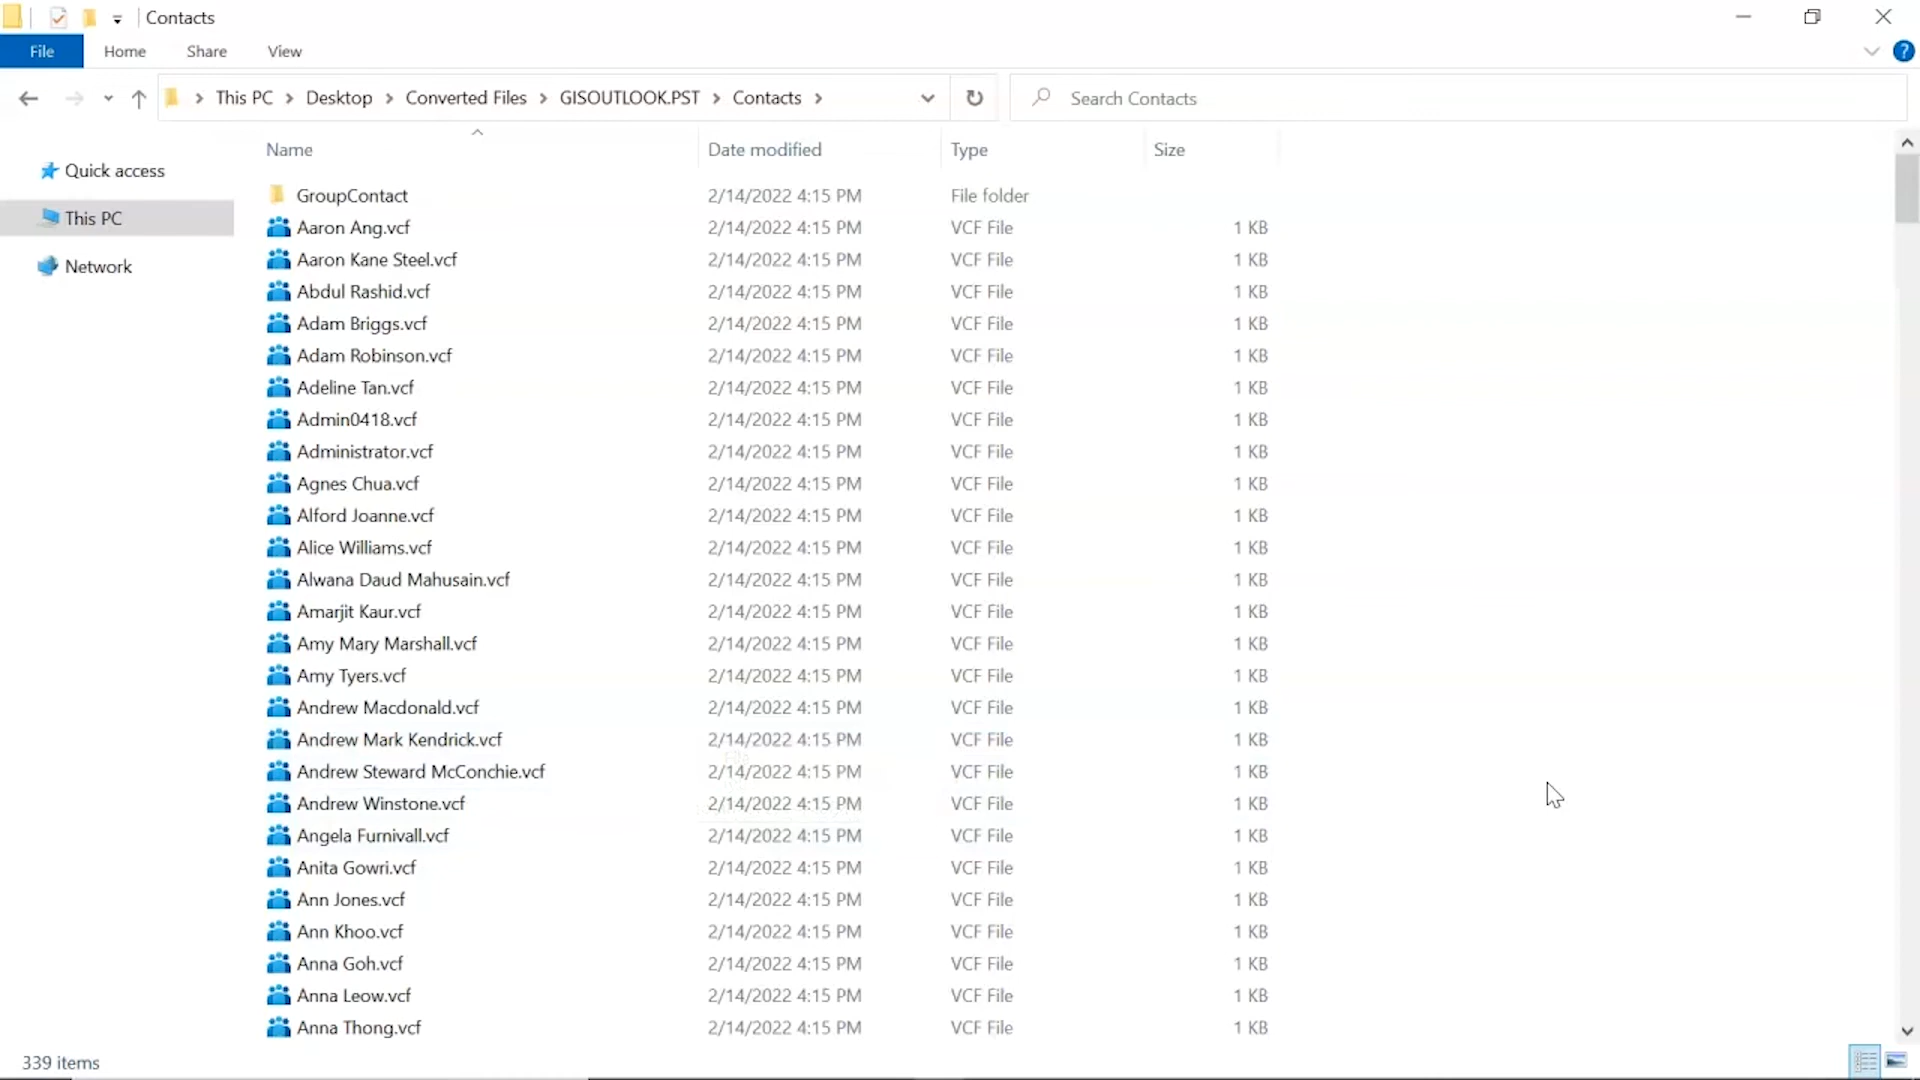 Contacts
File Home Share View ?
This PC > Desktop > Converted Files > GISOUTLOOK.PST > Contacts > Search Contacts
Name Date modified Type Size
Quick access
This PC
Network
GroupContact 2/14/2022 4:15 PM File folder
Aaron Ang.vcf 2/14/2022 4:15 PM VCF File 1 KB
Aaron Kane Steel.vcf 2/14/2022 4:15 PM VCF File 1 KB
Abdul Rashid.vcf 2/14/2022 4:15 PM VCF File 1 KB
Adam Briggs.vcf 2/14/2022 4:15 PM VCF File 1 KB
Adam Robinson.vcf 2/14/2022 4:15 PM VCF File 1 KB
Adeline Tan.vcf 2/14/2022 4:15 PM VCF File 1 KB
Admin0418.vcf 2/14/2022 4:15 PM VCF File 1 KB
Administrator.vcf 2/14/2022 4:15 PM VCF File 1 KB
Agnes Chua.vcf 2/14/2022 4:15 PM VCF File 1 KB
Alford Joanne.vcf 2/14/2022 4:15 PM VCF File 1 KB
Alice Williams.vcf 2/14/2022 4:15 PM VCF File 1 KB
Alwana Daud Mahusain.vcf 2/14/2022 4:15 PM VCF File 1 KB
Amarjit Kaur.vcf 2/14/2022 4:15 PM VCF File 1 KB
Amy Mary Marshall.vcf 2/14/2022 4:15 PM VCF File 1 KB
Amy Tyers.vcf 2/14/2022 4:15 PM VCF File 1 KB
Andrew Macdonald.vcf 2/14/2022 4:15 PM VCF File 1 KB
Andrew Mark Kendrick.vcf 2/14/2022 4:15 PM VCF File 1 KB
Andrew Steward McConchie.vcf 2/14/2022 4:15 PM VCF File 1 KB
Andrew Winstone.vcf 2/14/2022 4:15 PM VCF File 1 KB
Angela Furnivall.vcf 2/14/2022 4:15 PM VCF File 1 KB
Anita Gowri.vcf 2/14/2022 4:15 PM VCF File 1 KB
Ann Jones.vcf 2/14/2022 4:15 PM VCF File 1 KB
Ann Khoo.vcf 2/14/2022 4:15 PM VCF File 1 KB
Anna Goh.vcf 2/14/2022 4:15 PM VCF File 1 KB
Anna Leow.vcf 2/14/2022 4:15 PM VCF File 1 KB
Anna Thong.vcf 2/14/2022 4:15 PM VCF File 1 KB
339 items